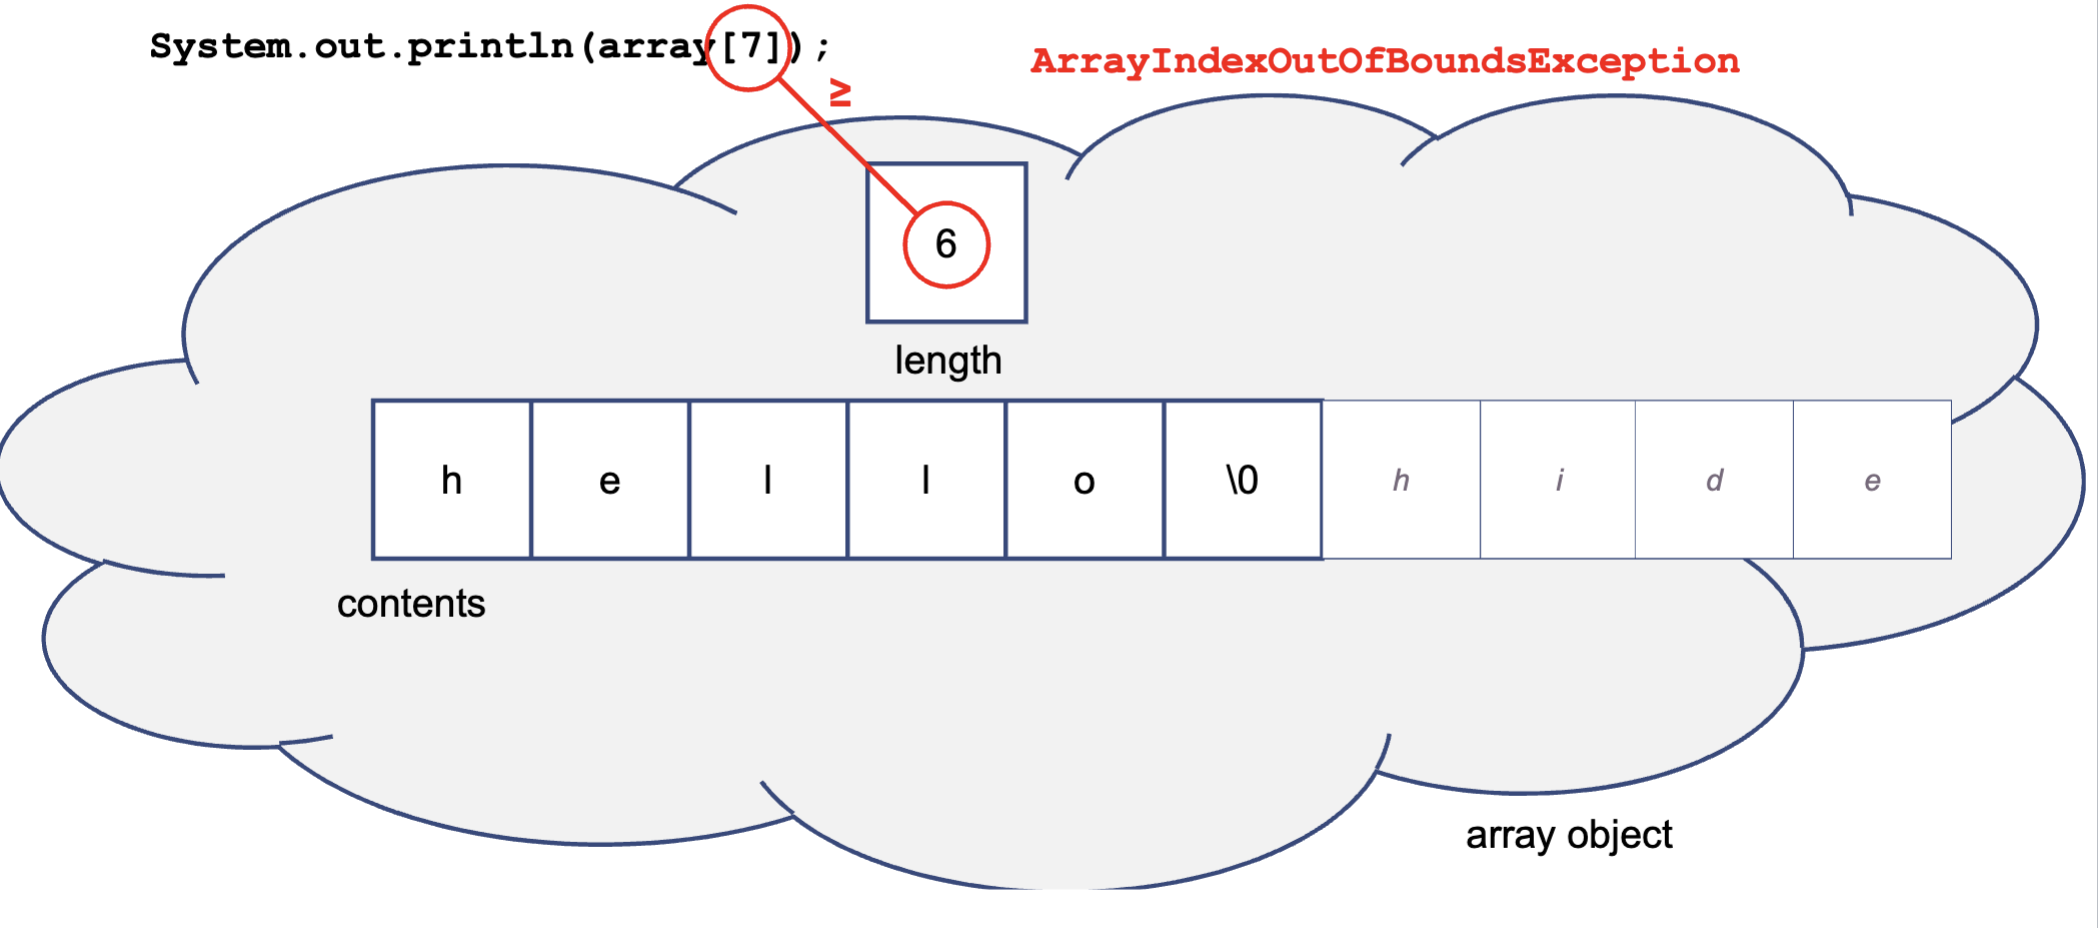 System.out.println(array[7]);
ArrayIndexOutOfBoundsException
≥
6
length
h e l l o \0 h i d e
contents
array object